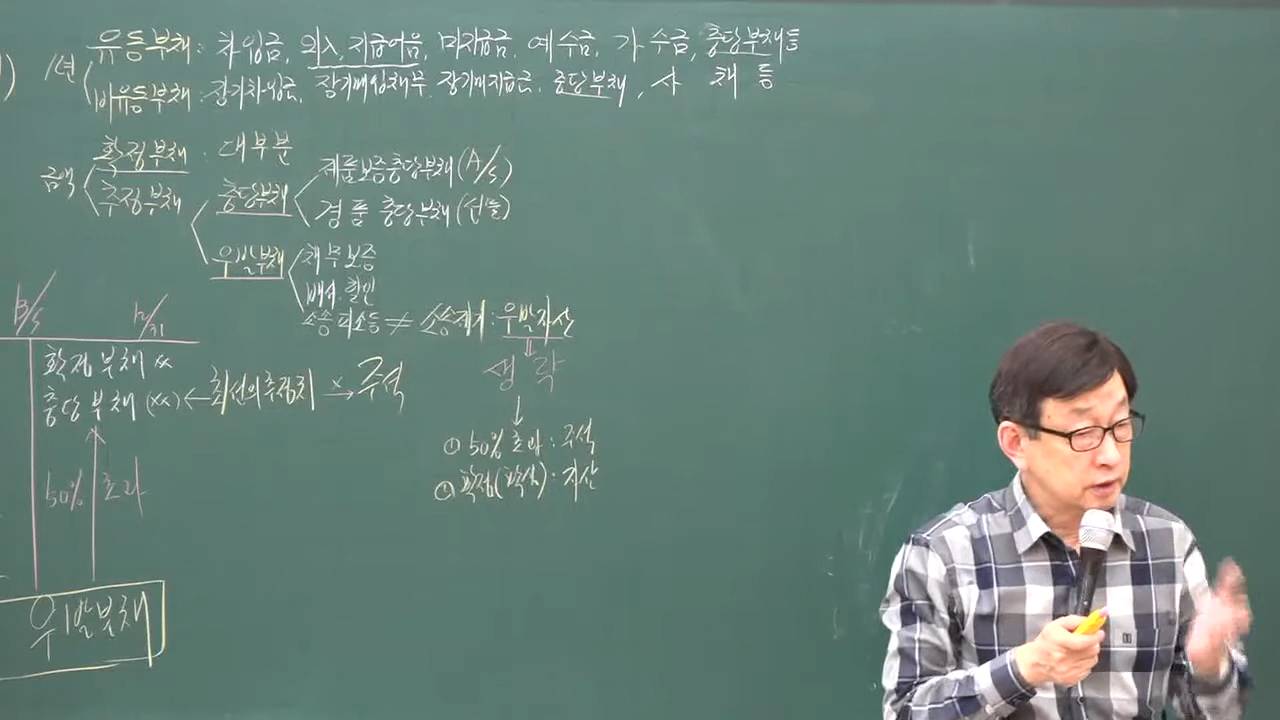 1년 유동부채 : 차입금, 외入, 지급어음, 미지급금, 예수금, 가수금, 충당부채등
비유동부채 : 장기차입금, 장기매입채무, 장기미지급금, 충당부채, 사 채 등
확정부채 : 대부분
금액
추정부채
충당부채
제품보증충당부채 (A/S)
경품 충당부채 (선물)
우발부채
채무보증
배서.할인
소송피소등 ≠ 소송제기 : 우발자산
생략
B/S 12/31
확정부채 xx
충당부채 (xx) ← 최선의추정치 x → 주석
① 50% 초과 : 주석
② 확정(확실) : 자산
50% 초과
우발부채